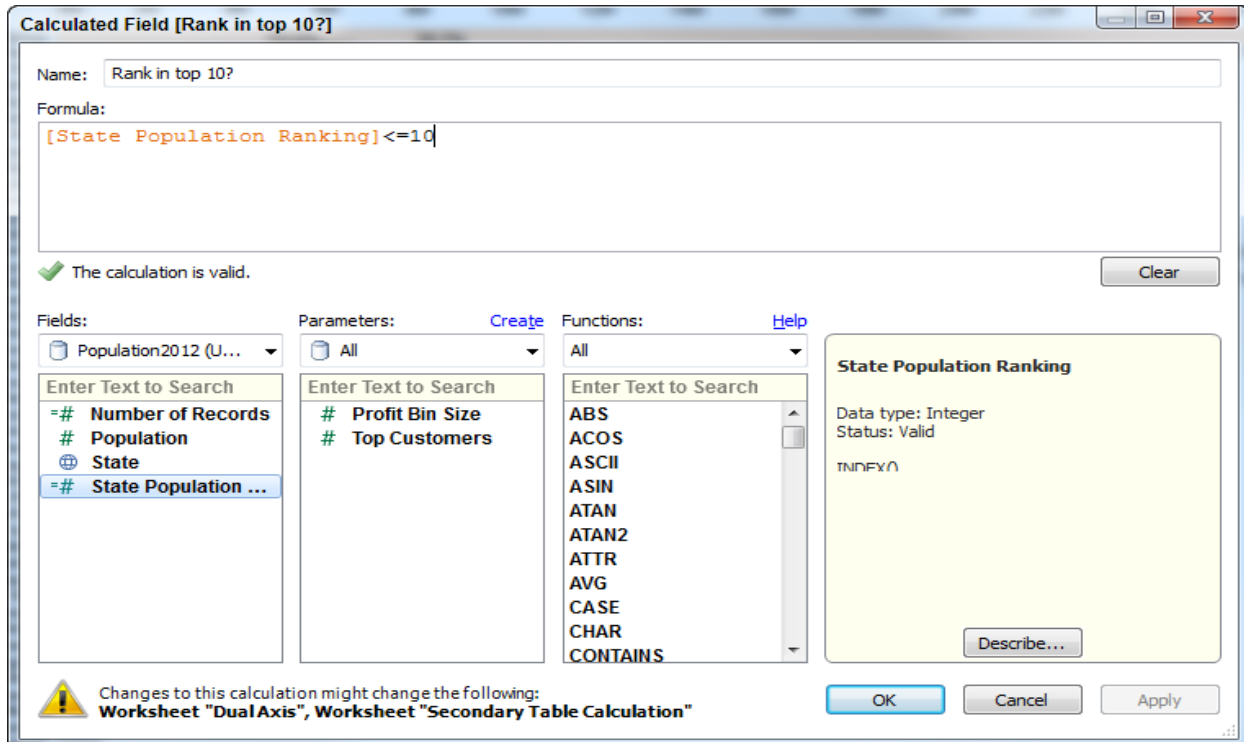 Calculated Field [Rank in top 10?]
Name: Rank in top 10?
Formula:
[State Population Ranking]<=10
The calculation is valid.
Clear
Fields:
Population2012 (U...
Enter Text to Search
=# Number of Records
# Population
State
=# State Population ...
Parameters: Create
All
Enter Text to Search
# Profit Bin Size
# Top Customers
Functions: Help
All
Enter Text to Search
ABS
ACOS
ASCII
ASIN
ATAN
ATAN2
ATTR
AVG
CASE
CHAR
CONTAINS
State Population Ranking
Data type: Integer
Status: Valid
INDEX()
Describe...
Changes to this calculation might change the following:
Worksheet "Dual Axis", Worksheet "Secondary Table Calculation"
OK Cancel Apply